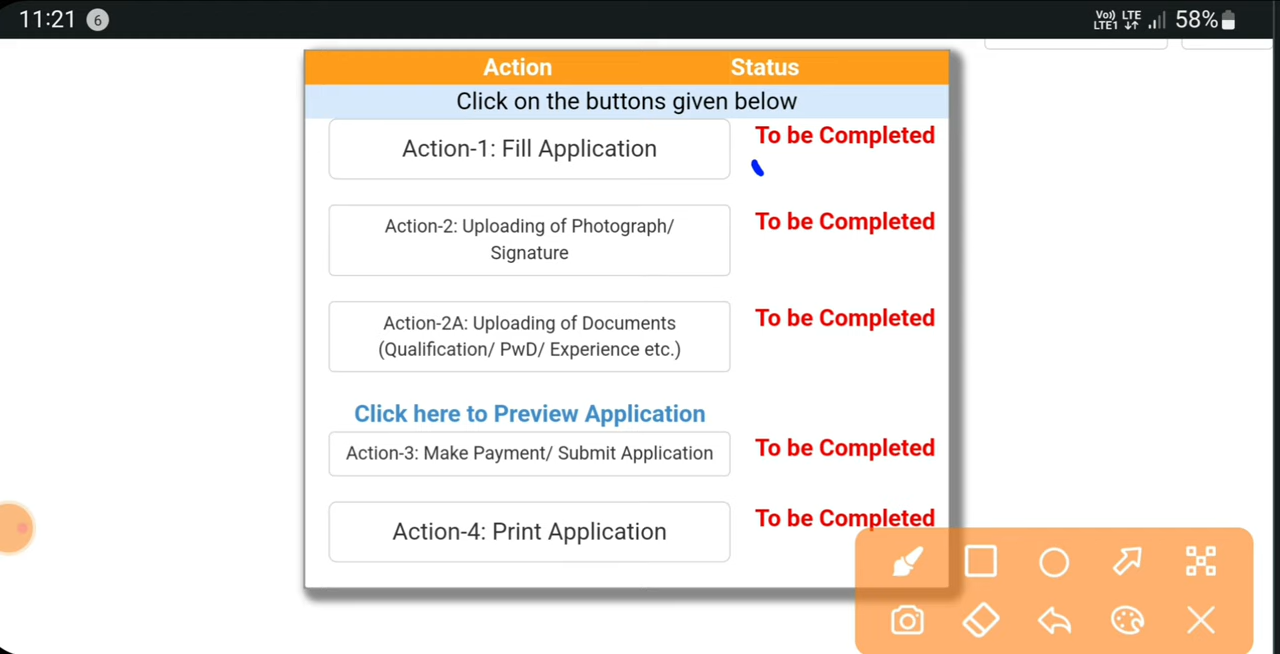 11:21 6 Vo)) LTE LTE1 58%
Action Status
Click on the buttons given below
Action-1: Fill Application To be Completed
Action-2: Uploading of Photograph/ Signature To be Completed
Action-2A: Uploading of Documents (Qualification/ PwD/ Experience etc.) To be Completed
Click here to Preview Application
Action-3: Make Payment/ Submit Application To be Completed
Action-4: Print Application To be Completed